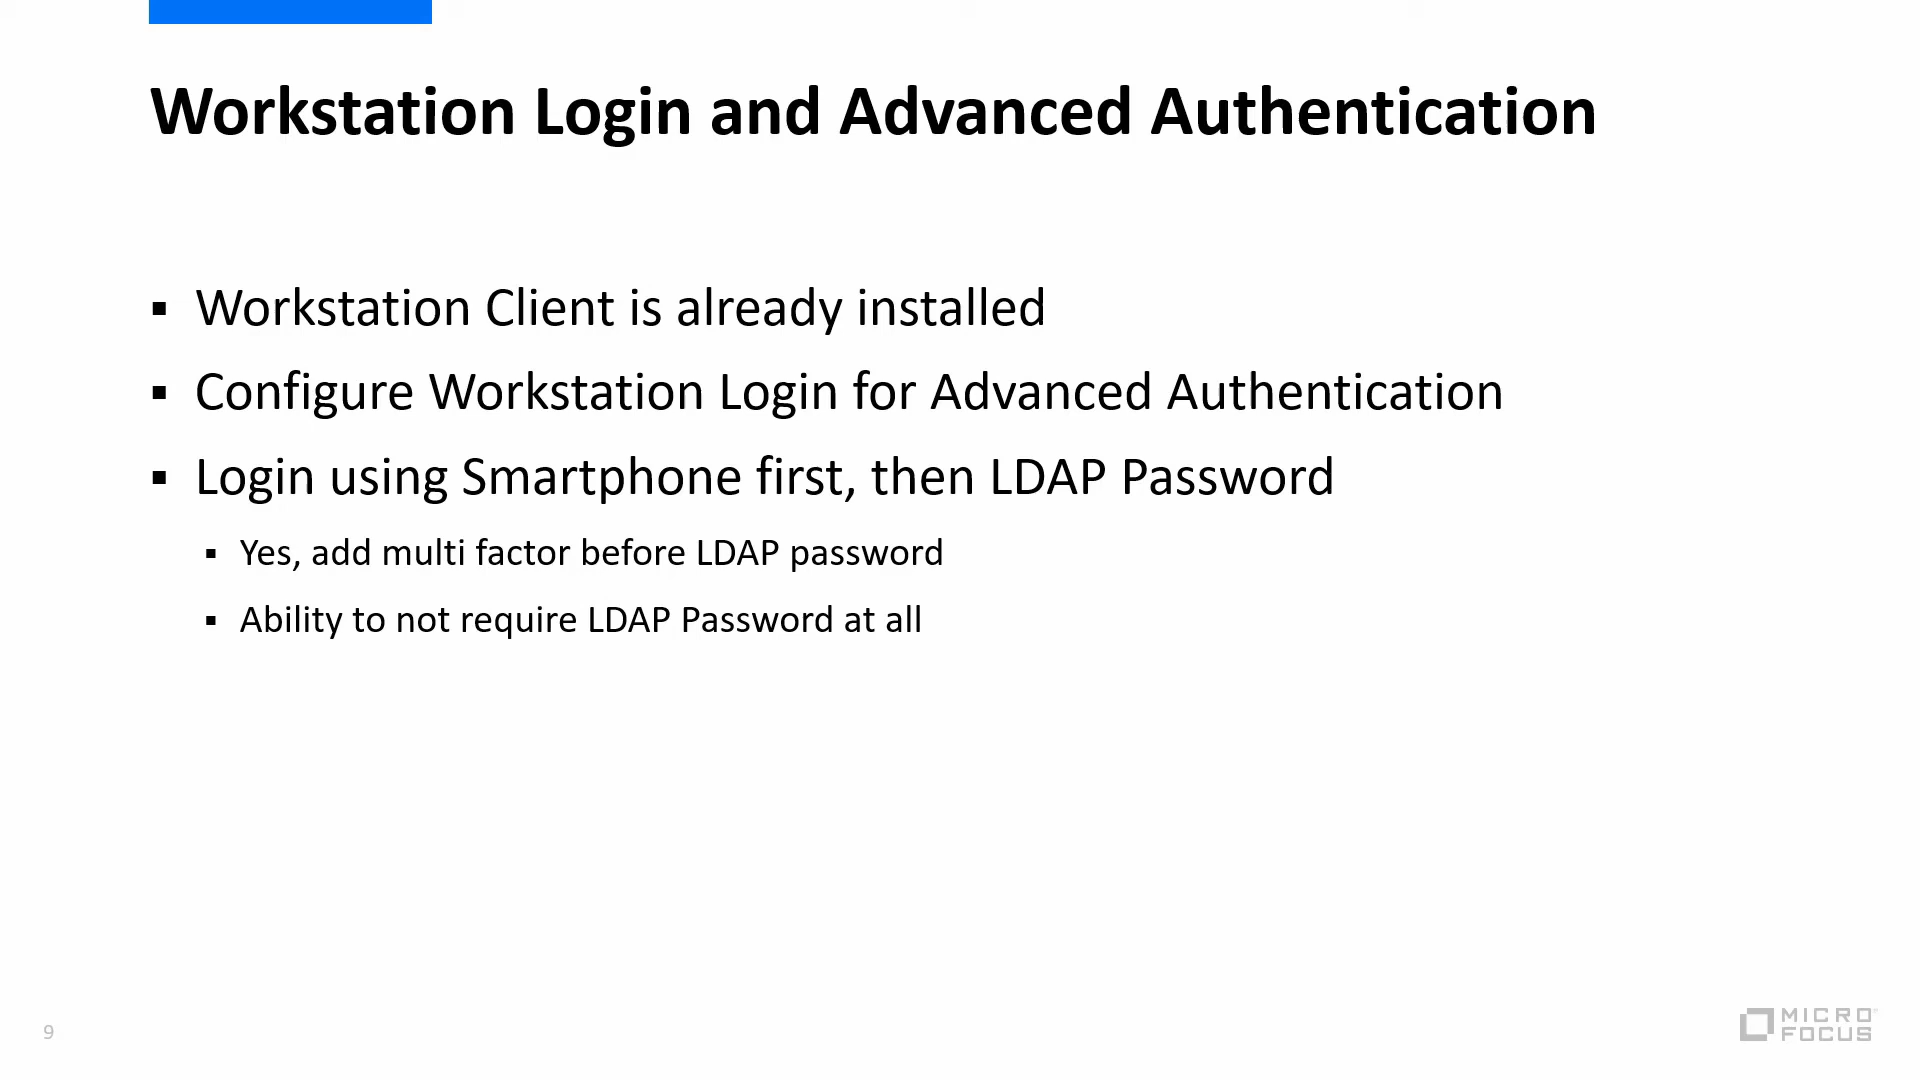 Workstation Login and Advanced Authentication
▪ Workstation Client is already installed
▪ Configure Workstation Login for Advanced Authentication
▪ Login using Smartphone first, then LDAP Password
▪ Yes, add multi factor before LDAP password
▪ Ability to not require LDAP Password at all
9
MICRO
FOCUS